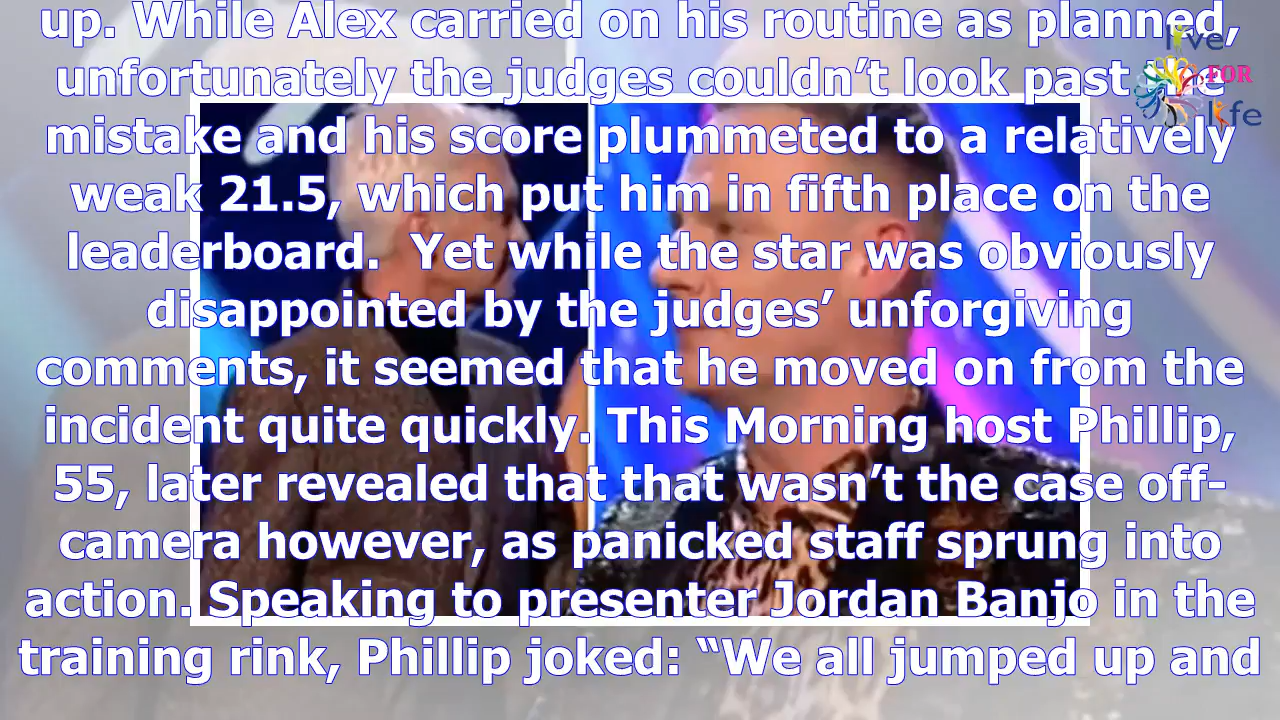 up. While Alex carried on his routine as planned,
unfortunately the judges couldn’t look past the
mistake and his score plummeted to a relatively
weak 21.5, which put him in fifth place on the
leaderboard.  Yet while the star was obviously
disappointed by the judges’ unforgiving
comments, it seemed that he moved on from the
incident quite quickly. This Morning host Phillip,
55, later revealed that that wasn’t the case off-
camera however, as panicked staff sprung into
action. Speaking to presenter Jordan Banjo in the
training rink, Phillip joked: “We all jumped up and
live
FOR
life